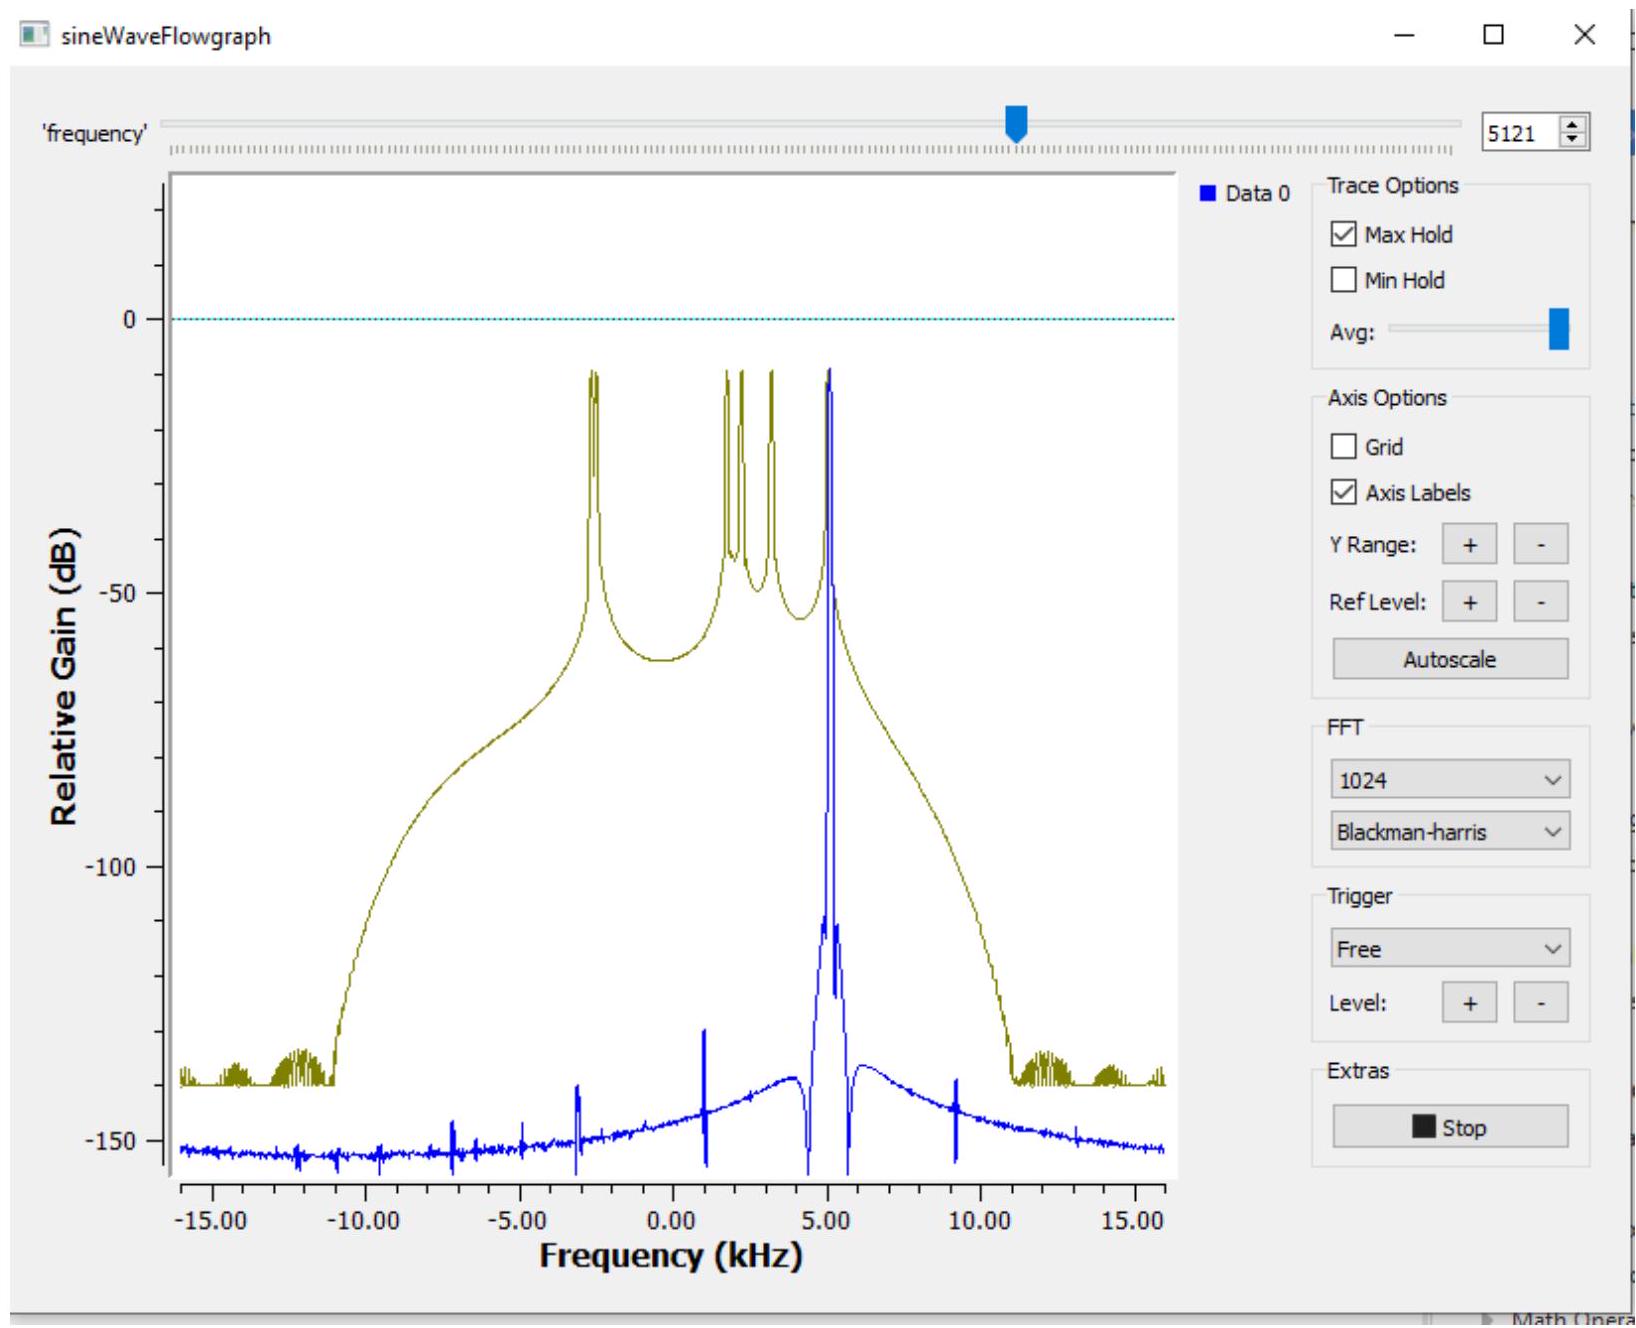 sineWaveFlowgraph
'frequency'
5121
Data 0
Trace Options
Max Hold
Min Hold
Avg:
Axis Options
Grid
Axis Labels
Y Range:
+
-
Ref Level:
+
-
Autoscale
FFT
1024
Blackman-harris
Trigger
Free
Level:
+
-
Extras
Stop
Relative Gain (dB)
0
-50
-100
-150
-15.00 -10.00 -5.00 0.00 5.00 10.00 15.00
Frequency (kHz)